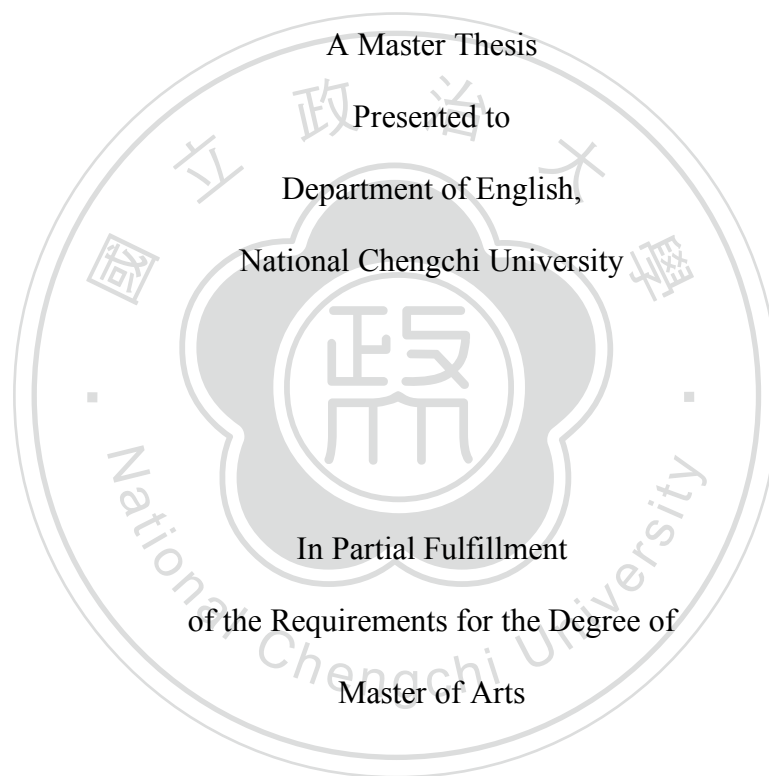 A Master Thesis
Presented to
Department of English,
National Chengchi University
In Partial Fulfillment
of the Requirements for the Degree of
Master of Arts
國立政治大學
National Chengchi University